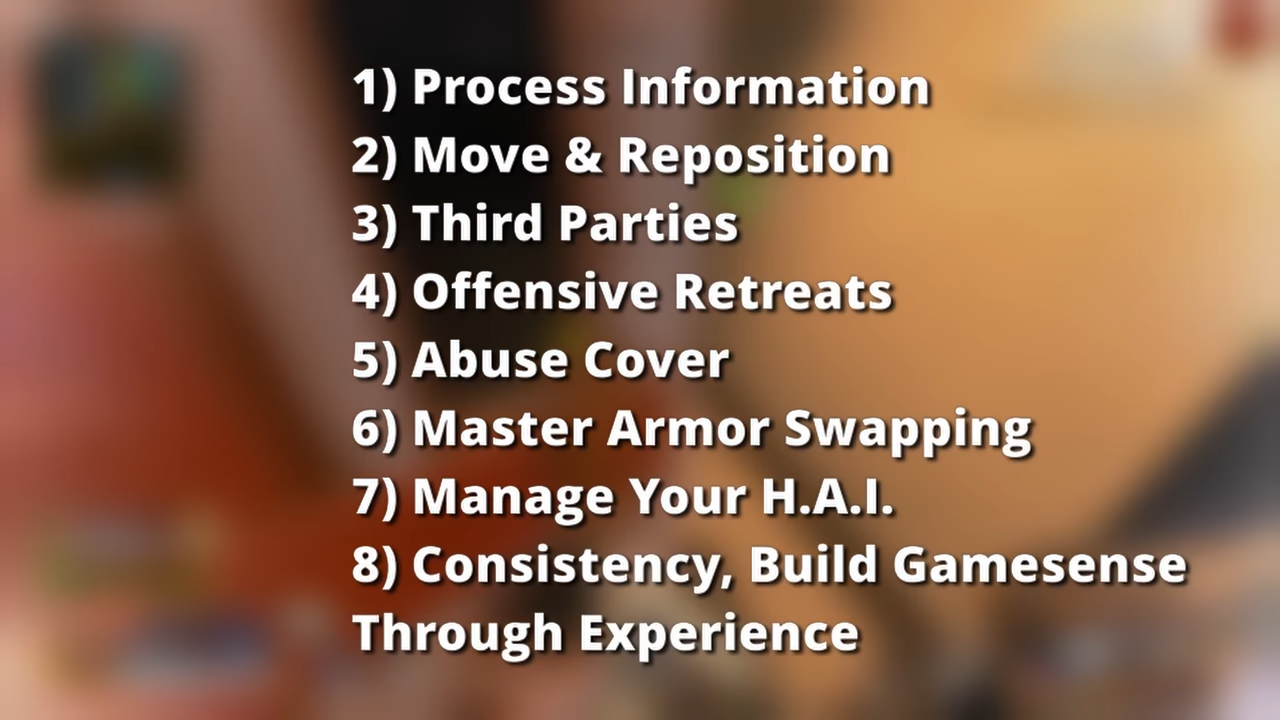 1) Process Information
2) Move & Reposition
3) Third Parties
4) Offensive Retreats
5) Abuse Cover
6) Master Armor Swapping
7) Manage Your H.A.I.
8) Consistency, Build Gamesense
Through Experience